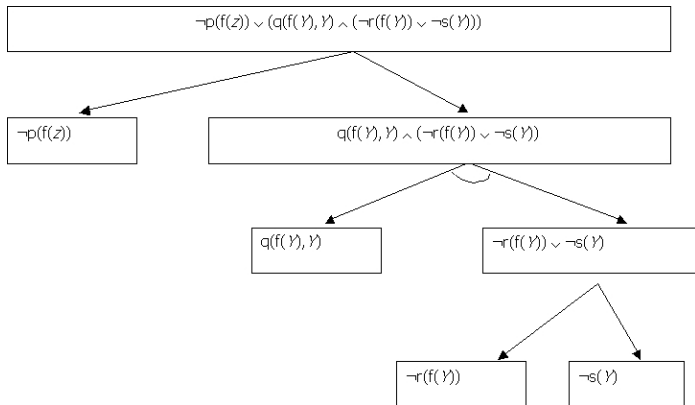 ¬p(f(z)) ∨ (q(f(Y),Y) ∧ (¬r(f(Y)) ∨ ¬s(Y)))
¬p(f(z))
q(f(Y),Y) ∧ (¬r(f(Y)) ∨ ¬s(Y))
q(f(Y),Y)
¬r(f(Y)) ∨ ¬s(Y)
¬r(f(Y))
¬s(Y)